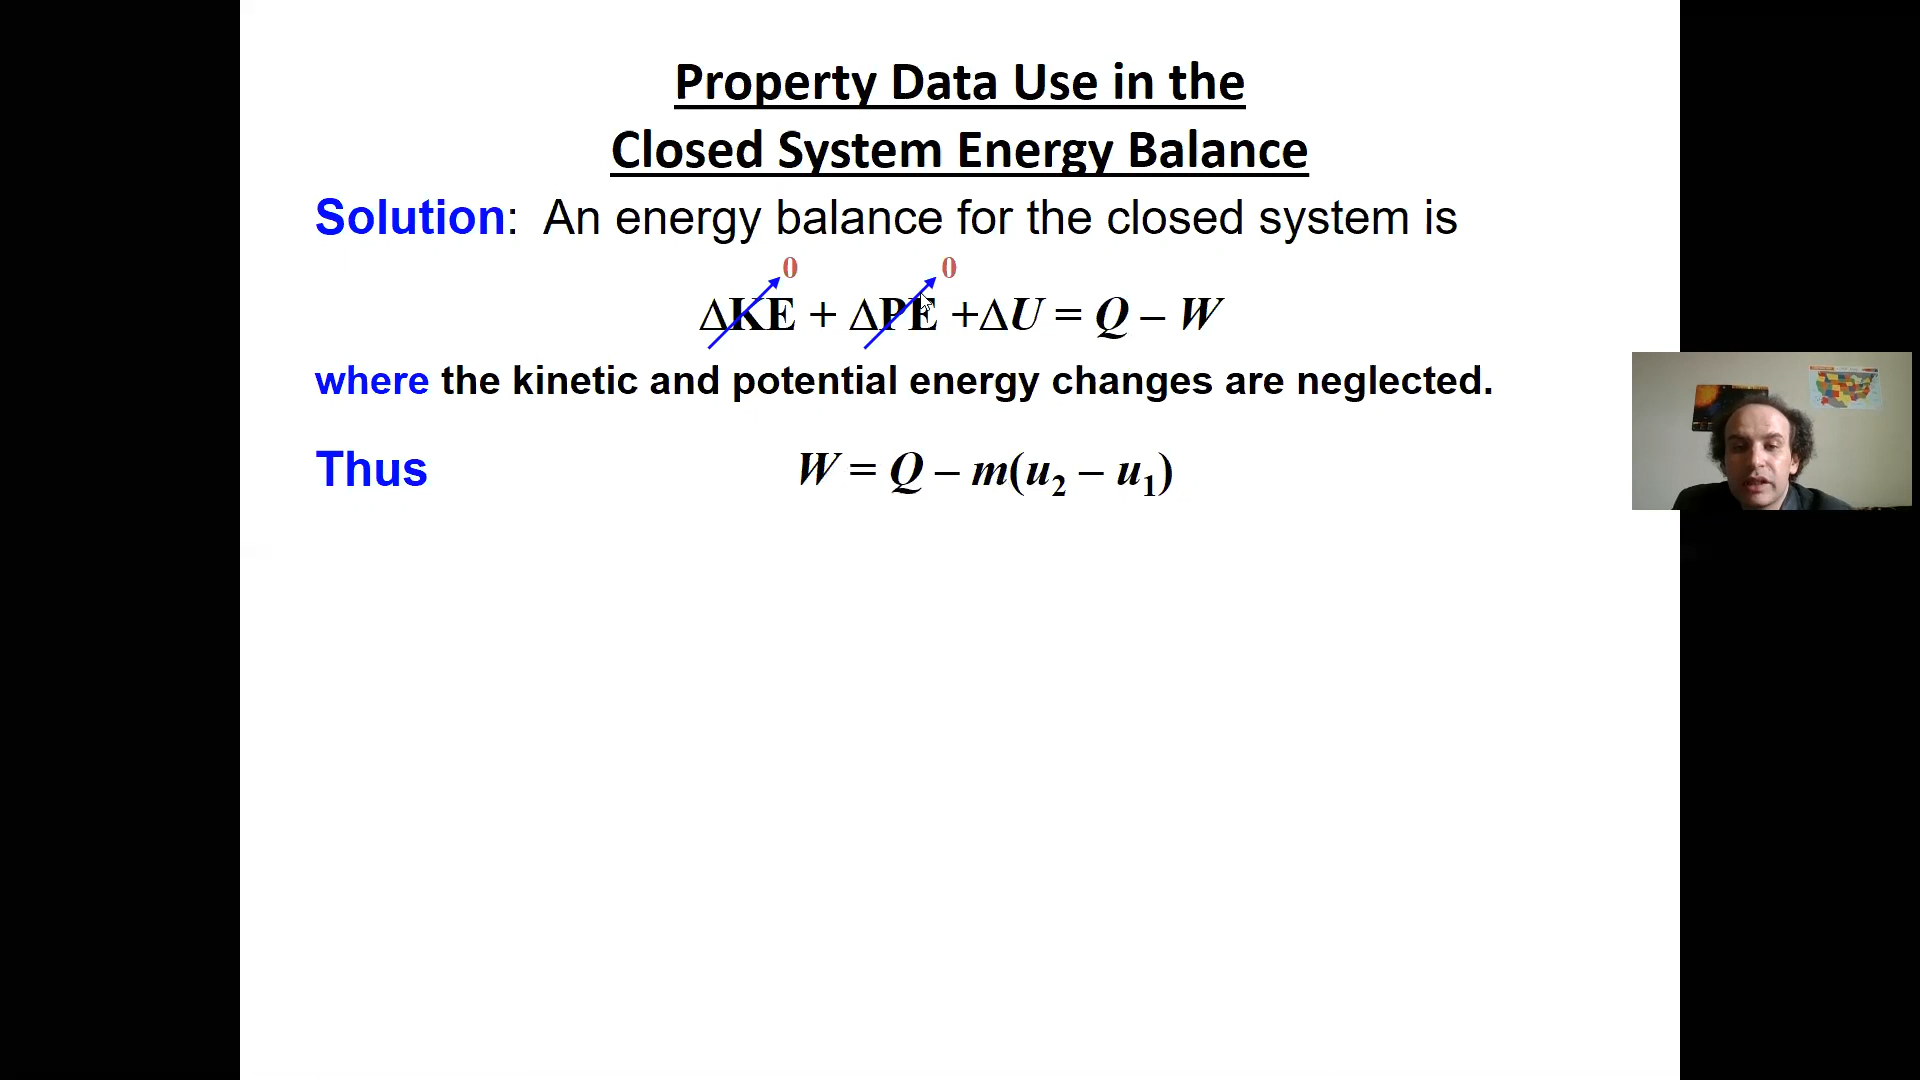 Property Data Use in the
Closed System Energy Balance
Solution: An energy balance for the closed system is
0 0
ΔKE + ΔPE +ΔU = Q – W
where the kinetic and potential energy changes are neglected.
Thus W = Q – m(u₂ – u₁)